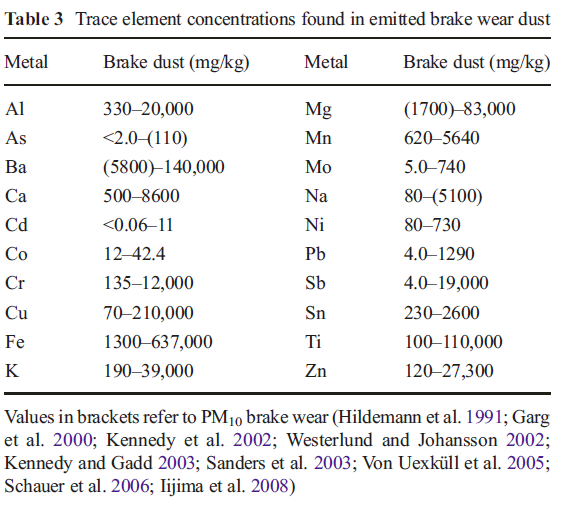 Table 3 Trace element concentrations found in emitted brake wear dust
Metal Brake dust (mg/kg) Metal Brake dust (mg/kg)
Al 330–20,000 Mg (1700)–83,000
As <2.0–(110) Mn 620–5640
Ba (5800)–140,000 Mo 5.0–740
Ca 500–8600 Na 80–(5100)
Cd <0.06–11 Ni 80–730
Co 12–42.4 Pb 4.0–1290
Cr 135–12,000 Sb 4.0–19,000
Cu 70–210,000 Sn 230–2600
Fe 1300–637,000 Ti 100–110,000
K 190–39,000 Zn 120–27,300
Values in brackets refer to PM10 brake wear (Hildemann et al. 1991; Garg
et al. 2000; Kennedy et al. 2002; Westerlund and Johansson 2002;
Kennedy and Gadd 2003; Sanders et al. 2003; Von Uexküll et al. 2005;
Schauer et al. 2006; Iijima et al. 2008)